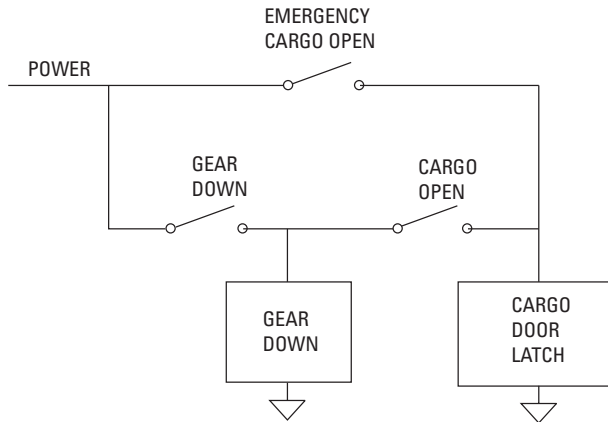 EMERGENCY
CARGO OPEN
POWER
GEAR
DOWN
CARGO
OPEN
GEAR
DOWN
CARGO
DOOR
LATCH